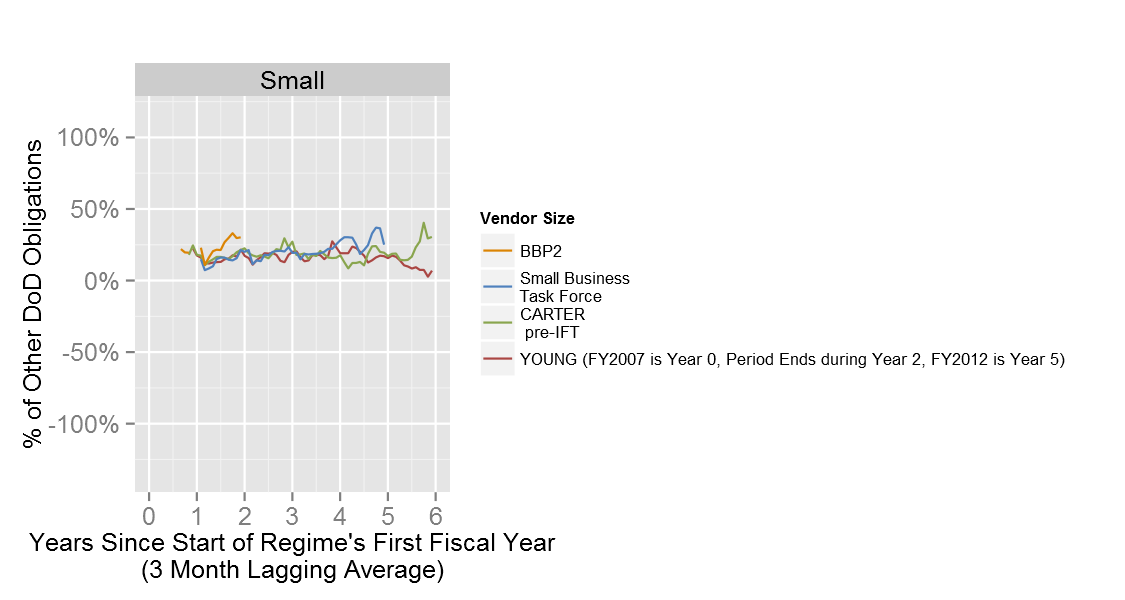 Small
% of Other DoD Obligations
100%
50%
0%
-50%
-100%
0 1 2 3 4 5 6
Years Since Start of Regime's First Fiscal Year
(3 Month Lagging Average)
Vendor Size
BBP2
Small Business
Task Force
CARTER
pre-IFT
YOUNG (FY2007 is Year 0, Period Ends during Year 2, FY2012 is Year 5)